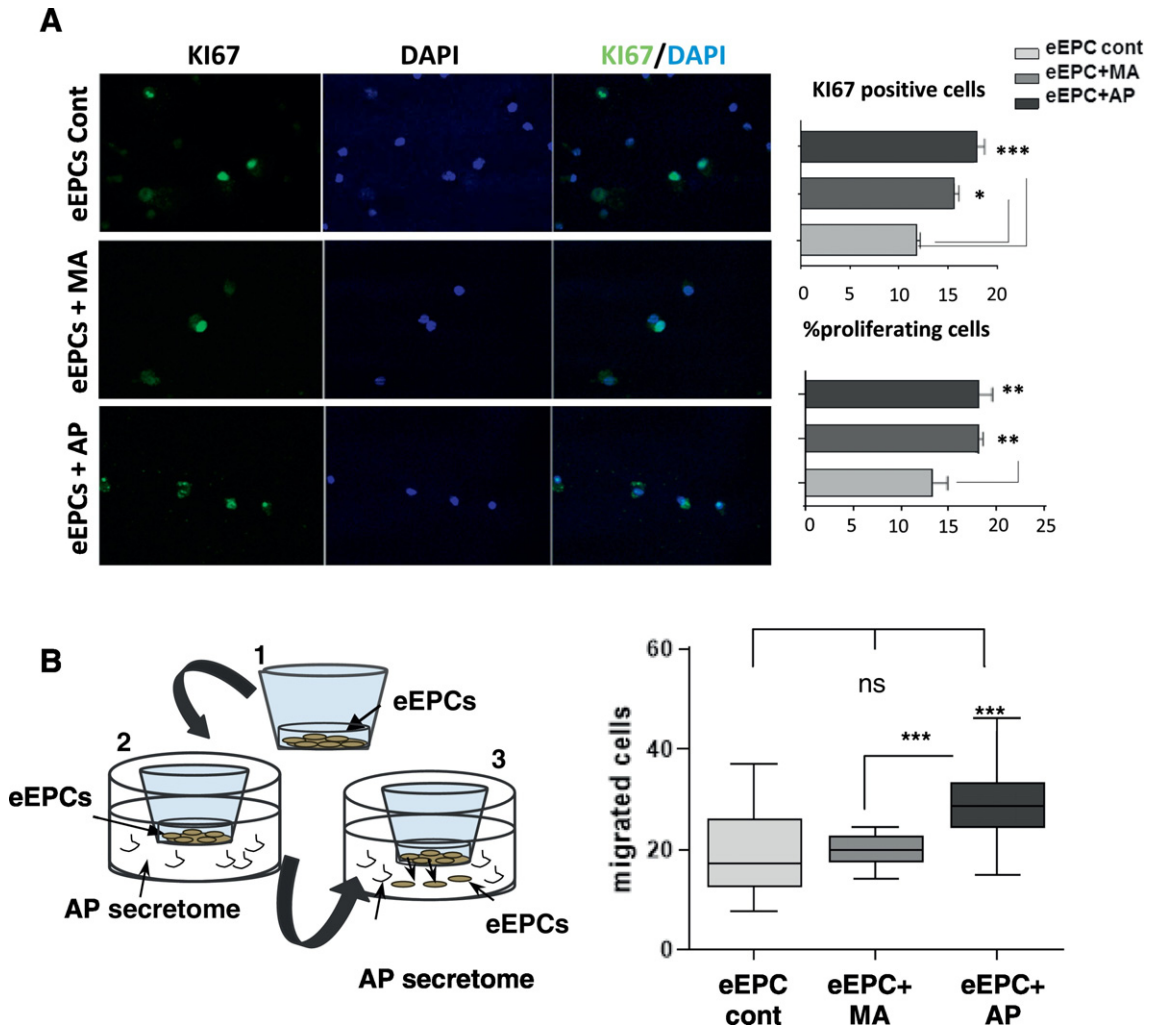 A
KI67
DAPI
KI67/DAPI
eEPCs Cont
eEPCs + MA
eEPCs + AP
eEPC cont
eEPC+MA
eEPC+AP
KI67 positive cells
***
*
0 5 10 15 20
%proliferating cells
**
**
0 5 10 15 20 25
B
1
eEPCs
2
eEPCs
AP secretome
3
eEPCs
AP secretome
migrated cells
60
40
20
0
ns
***
***
eEPC cont
eEPC+ MA
eEPC+ AP